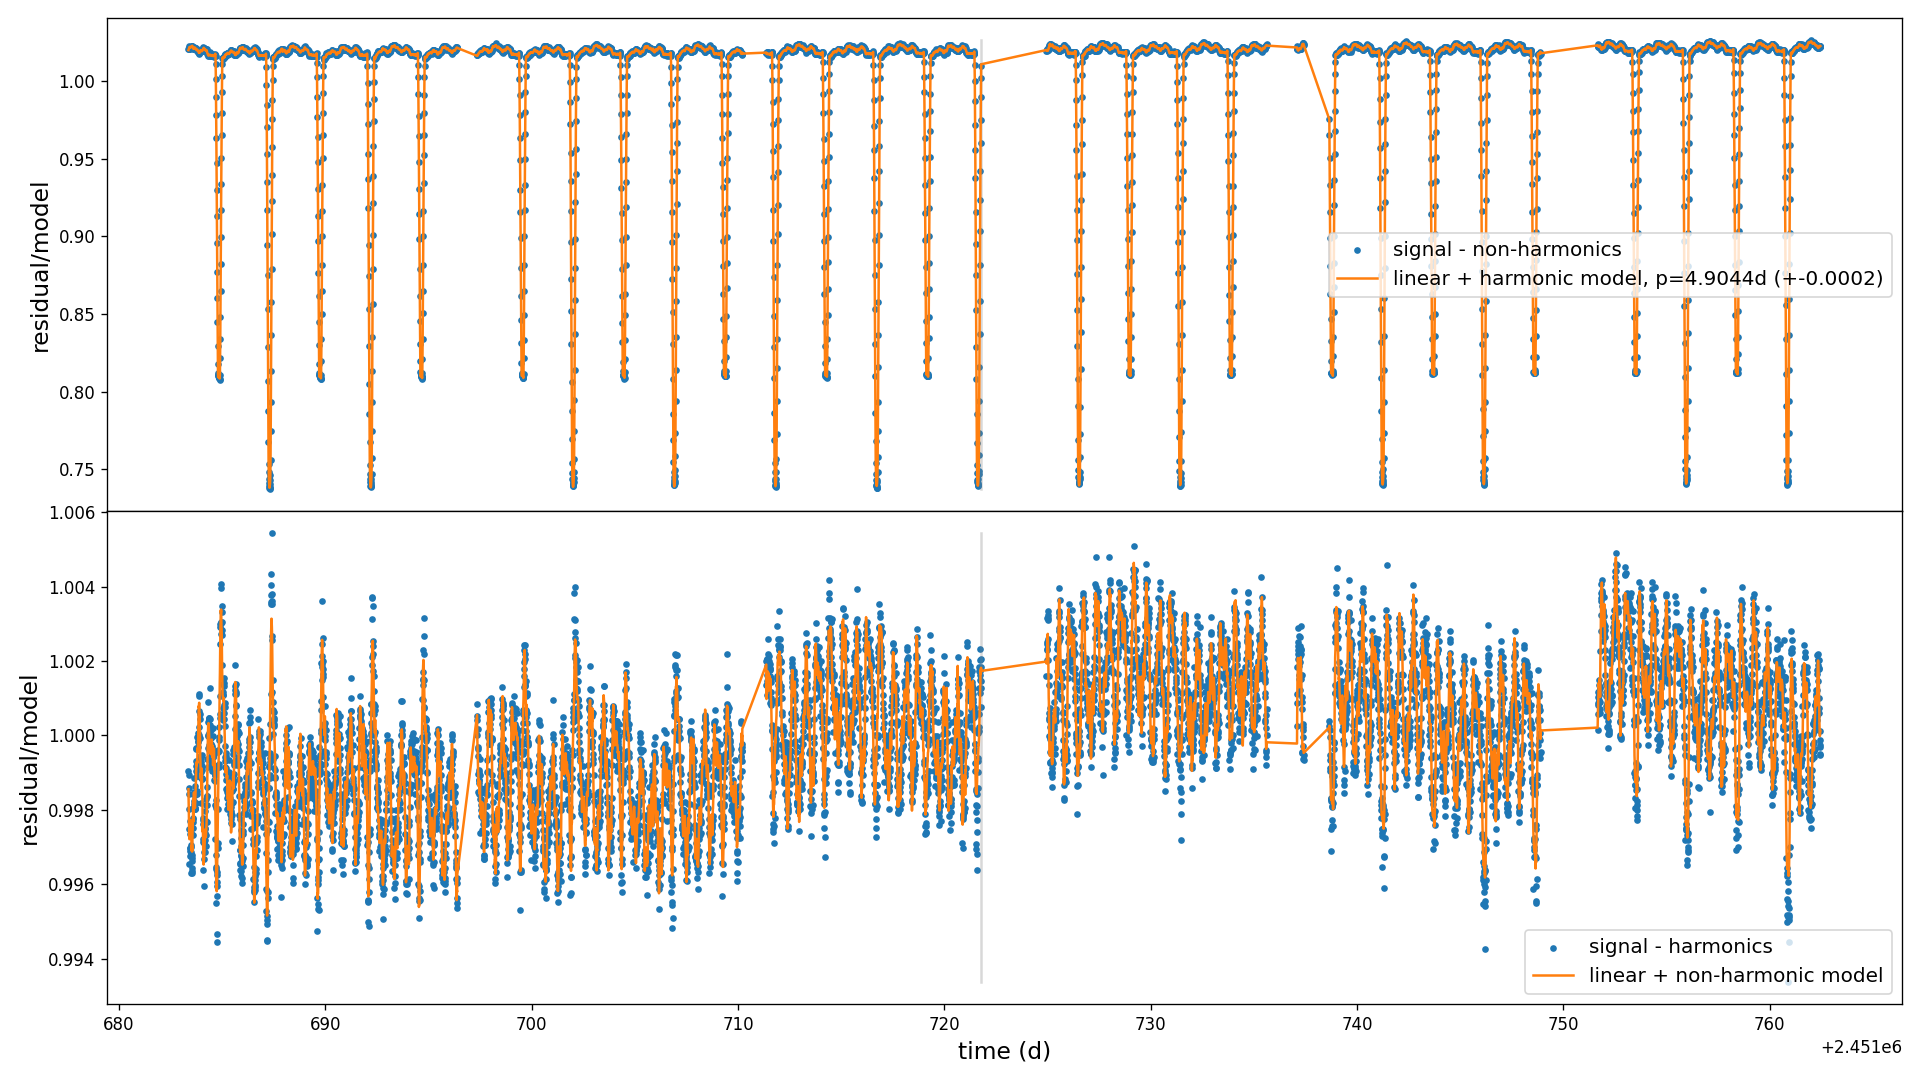 1.00
0.95
0.90
0.85
0.80
0.75
residual/model
signal - non-harmonics
linear + harmonic model, p=4.9044d (+-0.0002)
1.006
1.004
1.002
1.000
0.998
0.996
0.994
residual/model
signal - harmonics
linear + non-harmonic model
680 690 700 710 720 730 740 750 760
+2.451e6
time (d)